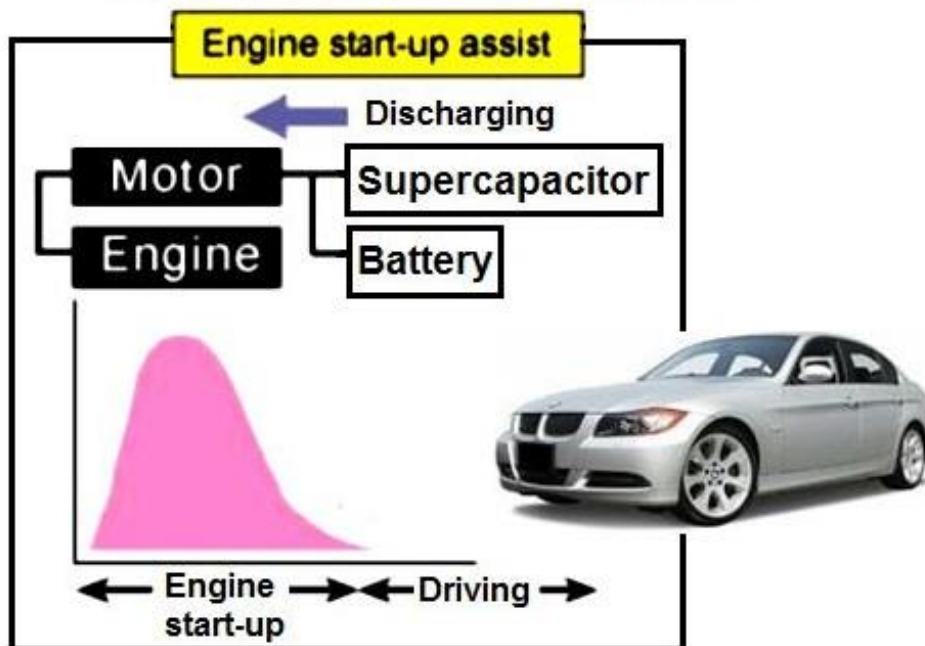 Engine start-up assist
Discharging
Motor
Supercapacitor
Engine
Battery
Engine
start-up
Driving